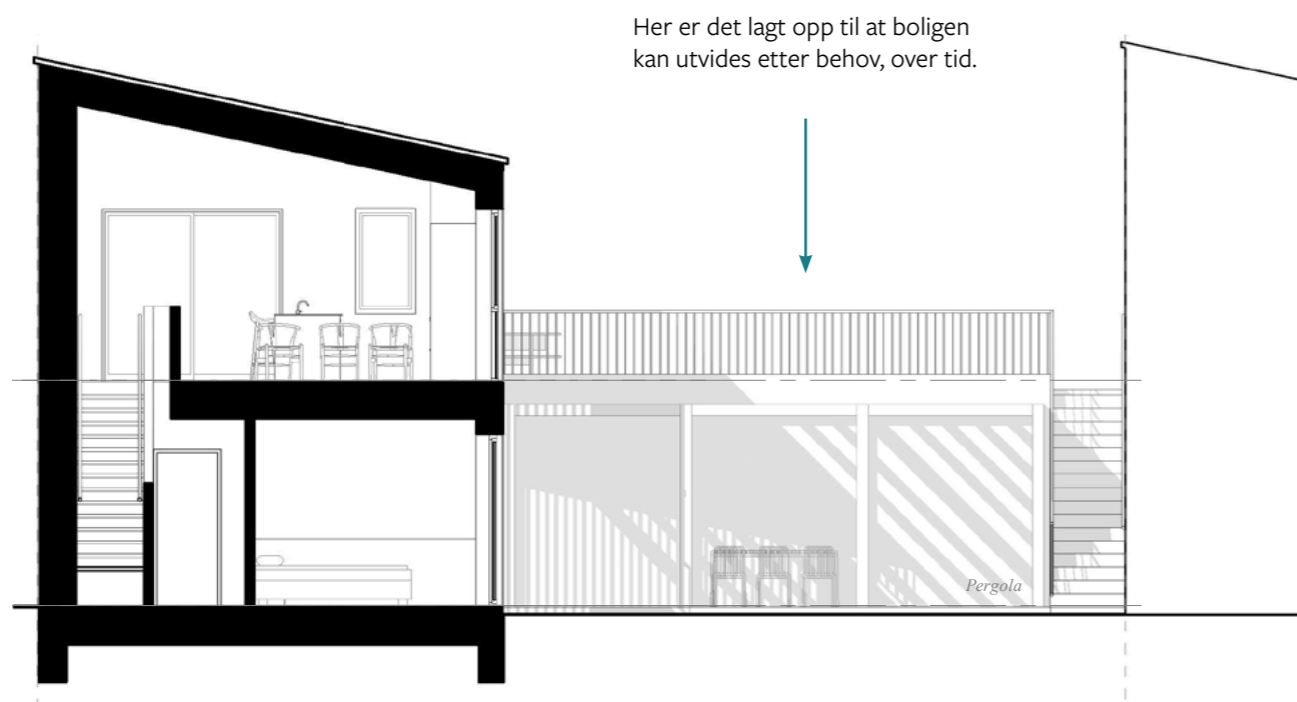 Her er det lagt opp til at boligen
kan utvides etter behov, over tid.
Pergola